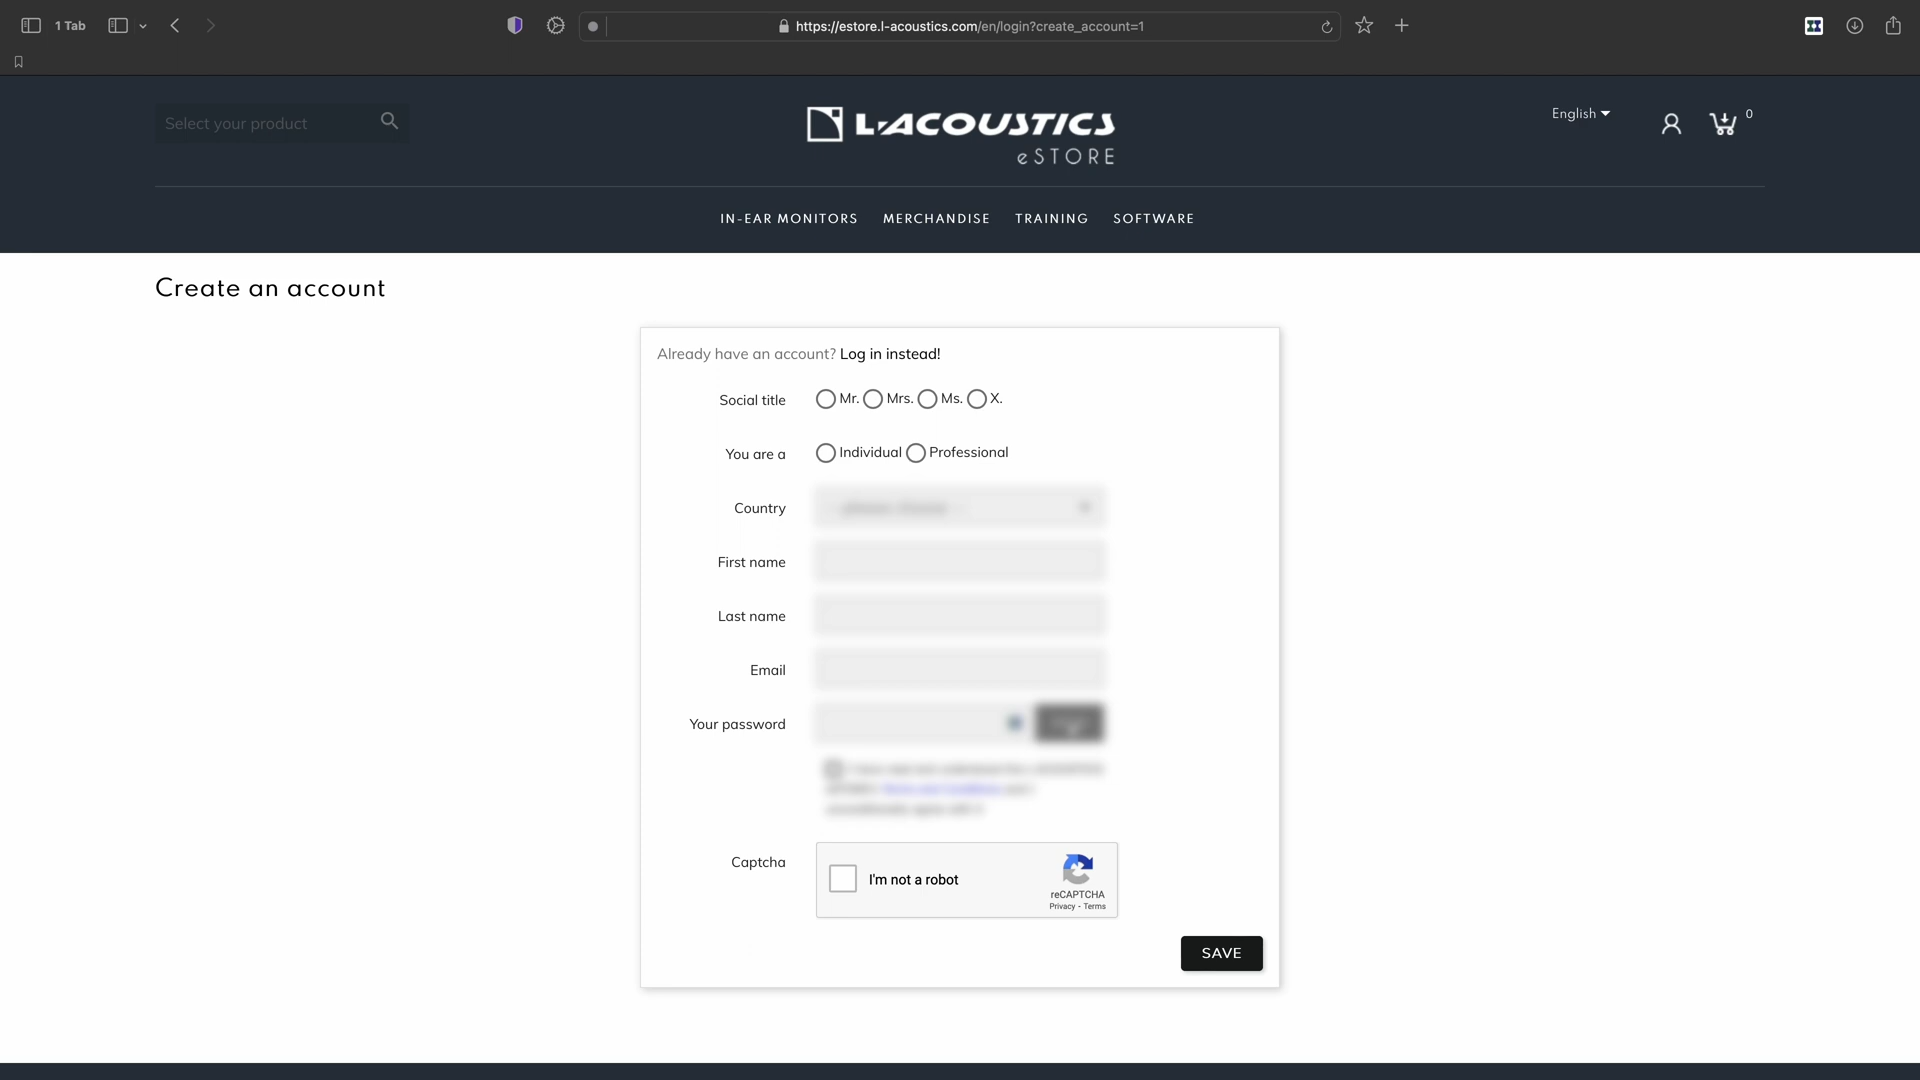 1 Tab
https://estore.l-acoustics.com/en/login?create_account=1
Select your product
L-ACOUSTICS
eSTORE
English
0
IN-EAR MONITORS MERCHANDISE TRAINING SOFTWARE
Create an account
Already have an account? Log in instead!
Social title Mr. Mrs. Ms. X.
You are a Individual Professional
Country
First name
Last name
Email
Your password
Captcha
I'm not a robot
reCAPTCHA
Privacy - Terms
SAVE